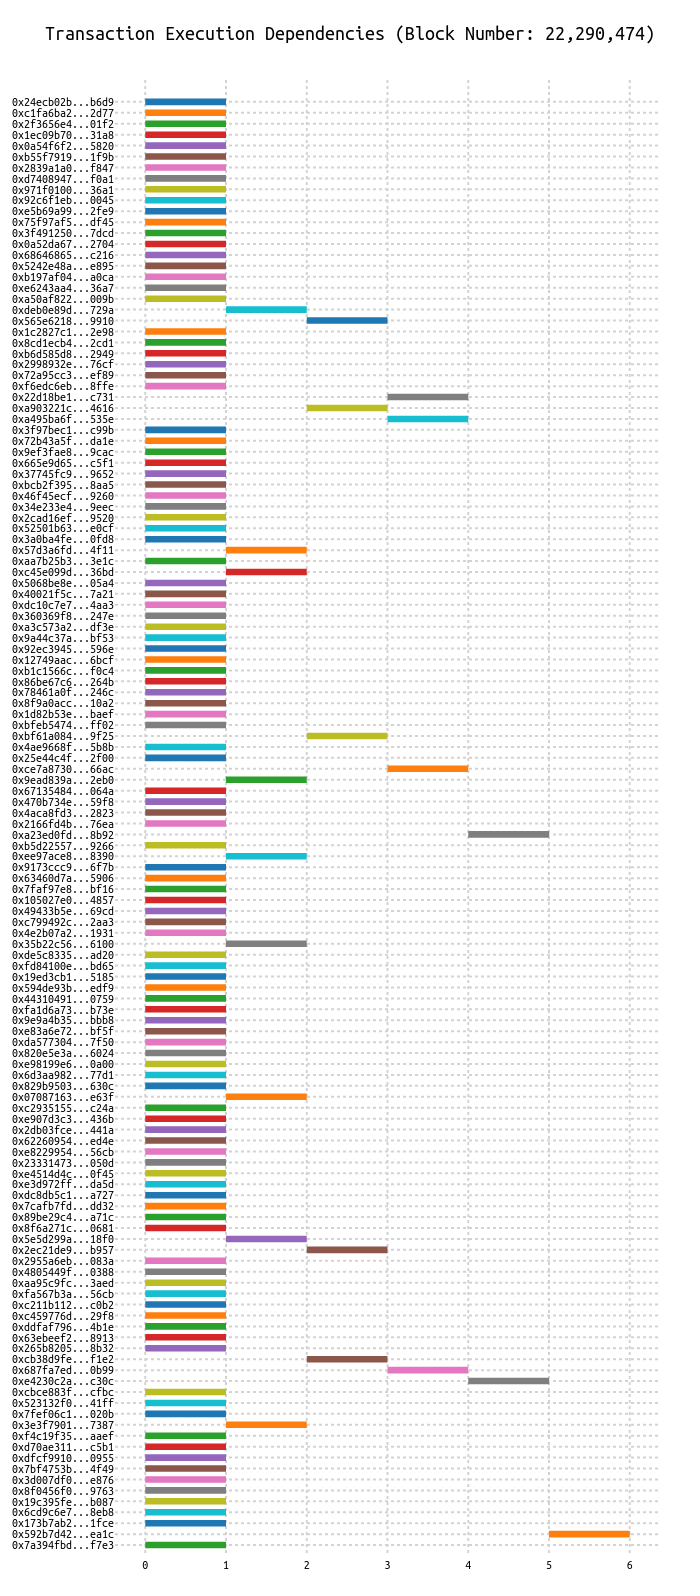 Transaction Execution Dependencies (Block Number: 22,290,474)
0x24ecb02b...b6d9
0xc1fa6ba2...2d77
0x2f3656e4...01f2
0x1ec09b70...31a8
0x0a54f6f2...5820
0xb55f7919...1f9b
0x2839a1a0...f847
0xd7408947...f0a1
0x971f0100...36a1
0x92c6f1eb...0045
0xe5b69a99...2fe9
0x75f97af5...df45
0x3f491250...7dcd
0x0a52da67...2704
0x68646865...c216
0x5242e48a...e895
0xb197af04...a0ca
0xe6243aa4...36a7
0xa50af822...009b
0xdeb0e89d...729a
0x565e6218...9910
0x1c2827c1...2e98
0x8cd1ecb4...2cd1
0xb6d585d8...2949
0x2998932e...76cf
0x72a95cc3...ef89
0xf6edc6eb...8ffe
0x22d18be1...c731
0xa903221c...4616
0xa495ba6f...535e
0x3f97bec1...c99b
0x72b43a5f...da1e
0x9ef3fae8...9cac
0x665e9d65...c5f1
0x37745fc9...9652
0xbcb2f395...8aa5
0x46f45ecf...9260
0x34e233e4...9eec
0x2cad16ef...9520
0x52501b63...e0cf
0x3a0ba4fe...0fd8
0x57d3a6fd...4f11
0xaa7b25b3...3e1c
0xc45e099d...36bd
0x5068be8e...05a4
0x40021f5c...7a21
0xdc10c7e7...4aa3
0x360369f8...247e
0xa3c573a2...df3e
0x9a44c37a...bf53
0x92ec3945...596e
0x12749aac...6bcf
0xb1c1566c...f0c4
0x86be67c6...264b
0x78461a0f...246c
0x8f9a0acc...10a2
0x1d82b53e...baef
0xbfeb5474...ff02
0xbf61a084...9f25
0x4ae9668f...5b8b
0x25e44c4f...2f00
0xce7a8730...66ac
0x9ead839a...2eb0
0x67135484...064a
0x470b734e...59f8
0x4aca8fd3...2823
0x2166fd4b...76ea
0xa23ed0fd...8b92
0xb5d22557...9266
0xee97ace8...8390
0x9173ccc9...6f7b
0x63460d7a...5906
0x7faf97e8...bf16
0x105027e0...4857
0x49433b5e...69cd
0xc799492c...2aa3
0x4e2b07a2...1931
0x35b22c56...6100
0xde5c8335...ad20
0xfd84100e...bd65
0x19ed3cb1...5185
0x594de93b...edf9
0x44310491...0759
0xfa1d6a73...b73e
0x9e9a4b35...bbb8
0xe83a6e72...bf5f
0xda577304...7f50
0x820e5e3a...6024
0xe98199e6...0a00
0x6d3aa982...77d1
0x829b9503...630c
0x07087163...e63f
0xc2935155...c24a
0xe907d3c3...436b
0x2db03fce...441a
0x62260954...ed4e
0xe8229954...56cb
0x23331473...050d
0xe4514d4c...0f45
0xe3d972ff...da5d
0xdc8db5c1...a727
0x7cafb7fd...dd32
0x89be29c4...a71c
0x8f6a271c...0681
0x5e5d299a...18f0
0x2ec21de9...b957
0x2955a6eb...083a
0x4805449f...0388
0xaa95c9fc...3aed
0xfa567b3a...56cb
0xc211b112...c0b2
0xc459776d...29f8
0xddfaf796...4b1e
0x63ebeef2...8913
0x265b8205...8b32
0xcb38d9fe...f1e2
0x687fa7ed...0b99
0xe4230c2a...c30c
0xcbce883f...cfbc
0x523132f0...41ff
0x7fef06c1...020b
0x3e3f7901...7387
0xf4c19f35...aaef
0xd70ae311...c5b1
0xdfcf9910...0955
0x7bf4753b...4f49
0x3d007df0...e876
0x8f0456f0...9763
0x19c395fe...b087
0x6cd9c6e7...8eb8
0x173b7ab2...1fce
0x592b7d42...ea1c
0x7a394fbd...f7e3
0 1 2 3 4 5 6